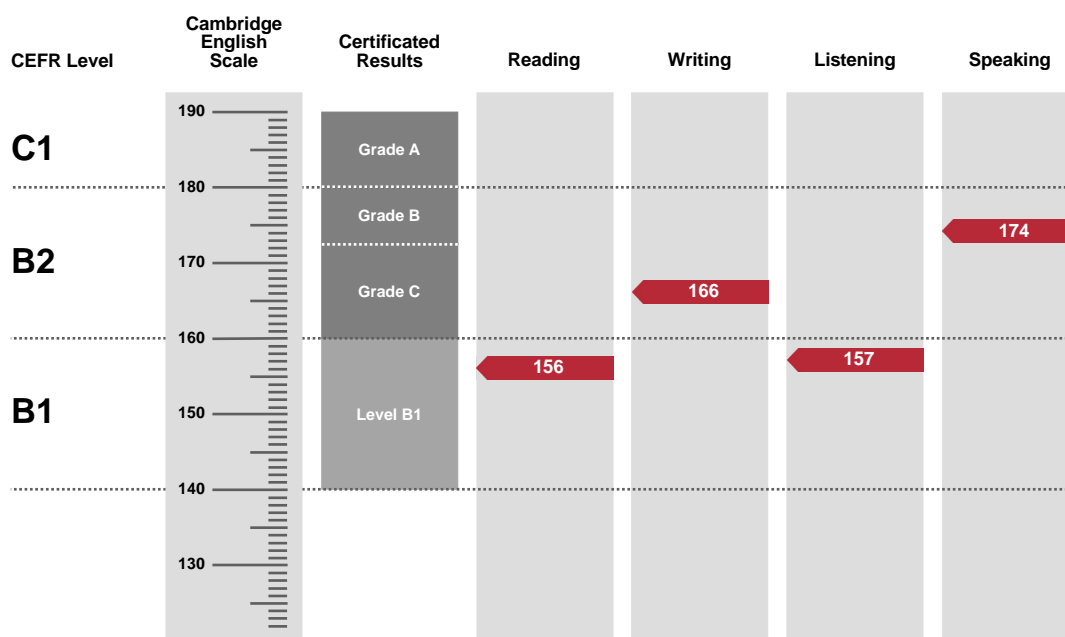 CEFR Level
Cambridge
English
Scale
Certificated
Results
Reading
Writing
Listening
Speaking
190
C1
Grade A
180
Grade B
174
B2
170
166
Grade C
160
156
157
B1
150
Level B1
140
130